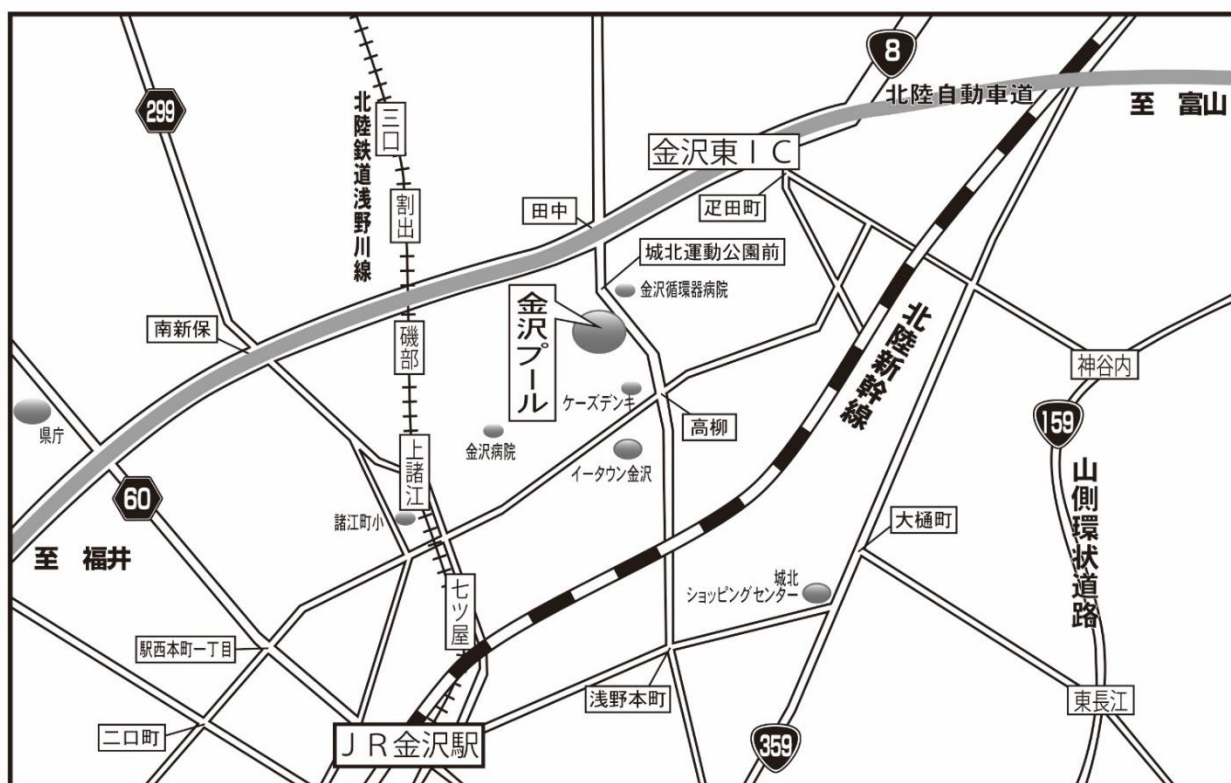 8
北陸自動車道
至 富山
299
北陸鉄道浅野川線
三口
金沢東IC
割出
田中
疋田町
城北運動公園前
金沢循環器病院
金沢プール
南新保
磯部
北陸新幹線
神谷内
ケーズデンキ
県庁
金沢病院
高柳
159
イータウン金沢
上諸江
山側環状道路
60
諸江町小
大樋町
至 福井
七ツ屋
城北
ショッピングセンター
駅西本町一丁目
浅野本町
東長江
二口町
JR金沢駅
359